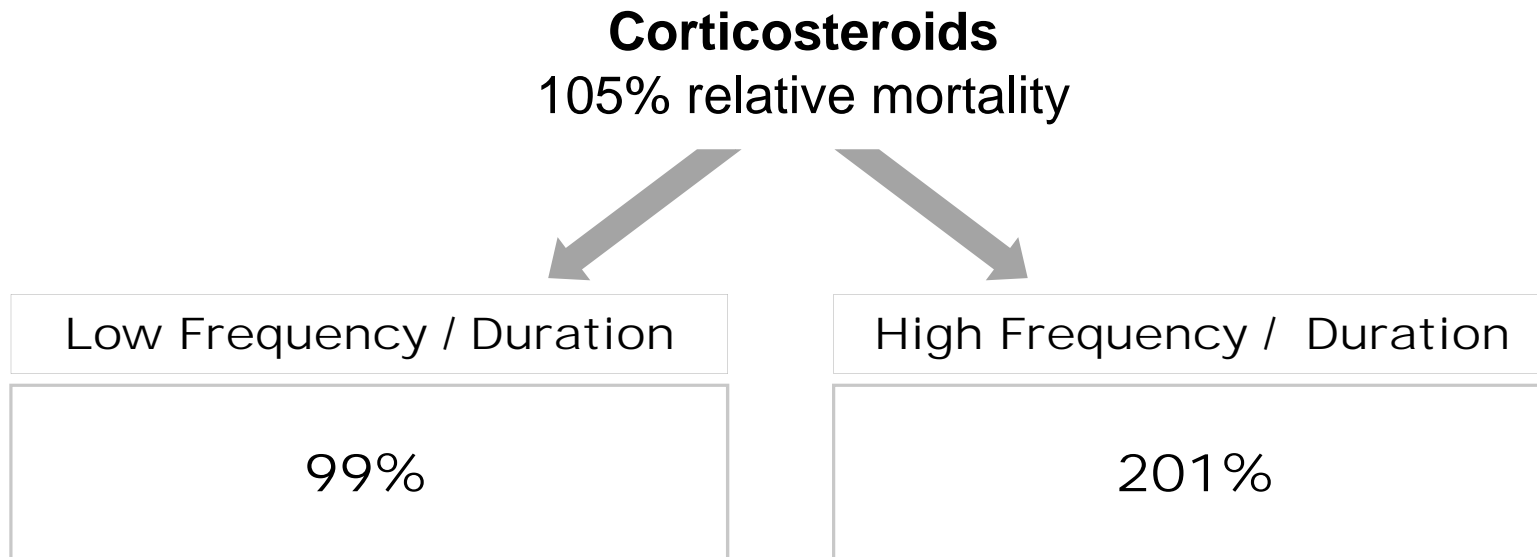 Corticosteroids
105% relative mortality
Low Frequency / Duration
High Frequency / Duration
99%
201%